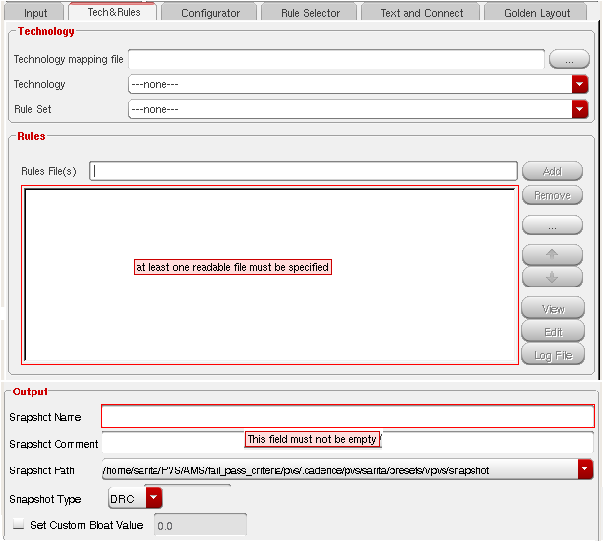 Input Tech&Rules Configurator Rule Selector Text and Connect Golden Layout
Technology
Technology mapping file ...
Technology ---none---
Rule Set ---none---
Rules
Rules File(s) Add
Remove
...
at least one readable file must be specified
View
Edit
Log File
Output
Snapshot Name
This field must not be empty
Snapshot Comment
Snapshot Path /home/sarita/PVS/AMS/fail_pass_criteria/pvs/.cadence/pvs/sarita/presets/vpvs/snapshot
Snapshot Type DRC
Set Custom Bloat Value 0.0